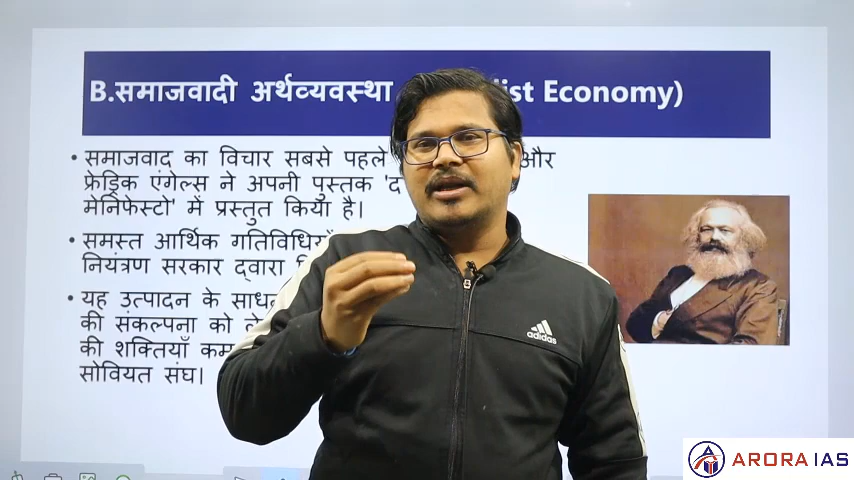 B.समाजवादी अर्थव्यवस्था ist Economy)
• समाजवाद का विचार सबसे पहले और
फ्रेड्रिक एंगेल्स ने अपनी पुस्तक 'द
मेनिफेस्टो' में प्रस्तुत किया है।
• समस्त आर्थिक गतिविधियों
नियंत्रण सरकार द्वारा
• यह उत्पादन के
की संकल्पना को
की शक्तियाँ कम
सोवियत संघ।
adidas
ARORA IAS